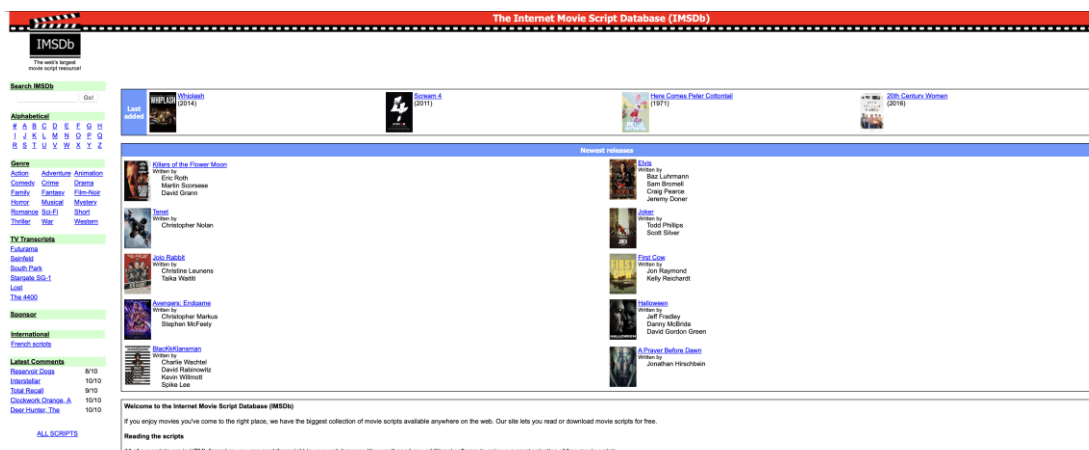 The Internet Movie Script Database (IMSDb)
IMSDb
The web's largest
movie script resource!
Search IMSDb
Go!
Alphabetical
# A B C D E F G H
I J K L M N O P Q
R S T U V W X Y Z
Genre
Action Adventure Animation
Comedy Crime Drama
Family Fantasy Film-Noir
Horror Musical Mystery
Romance Sci-Fi Short
Thriller War Western
TV Transcripts
Futurama
Seinfeld
South Park
Stargate SG-1
Lost
The 4400
Sponsor
International
French scripts
Latest Comments
Reservoir Dogs 8/10
Interstellar 10/10
Total Recall 9/10
Clockwork Orange, A 10/10
Deer Hunter, The 10/10
ALL SCRIPTS
Last
added
WHIPLASH
Whiplash
(2014)
Scream 4
(2011)
Here Comes Peter Cottontail
(1971)
20th Century Women
(2016)
Newest releases
Killers of the Flower Moon
Written by
Eric Roth
Martin Scorsese
David Grann
Elvis
Written by
Baz Luhrmann
Sam Bromell
Craig Pearce
Jeremy Doner
Tenet
Written by
Christopher Nolan
Joker
Written by
Todd Phillips
Scott Silver
Jojo Rabbit
Written by
Christine Leunens
Taika Waititi
FIRST
COW
First Cow
Written by
Jon Raymond
Kelly Reichardt
Avengers: Endgame
Written by
Christopher Markus
Stephen McFeely
HALLOWEEN
Halloween
Written by
Jeff Fradley
Danny McBride
David Gordon Green
BlacKkKlansman
Written by
Charlie Wachtel
David Rabinowitz
Kevin Willmott
Spike Lee
A Prayer Before Dawn
Written by
Jonathan Hirschbein
Welcome to the Internet Movie Script Database (IMSDb)
If you enjoy movies you've come to the right place, we have the biggest collection of movie scripts available anywhere on the web. Our site lets you read or download movie scripts for free.
Reading the scripts